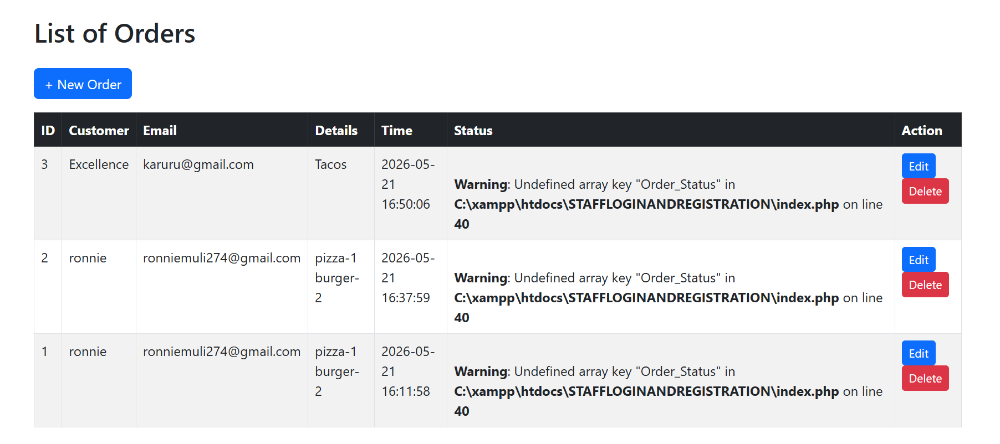 List of Orders
+ New Order
ID Customer Email Details Time Status Action
3 Excellence karuru@gmail.com Tacos 2026-05-
21
16:50:06
Warning: Undefined array key "Order_Status" in
C:\xampp\htdocs\STAFFLOGINANDREGISTRATION\index.php on line
40
Edit
Delete
2 ronnie ronniemuli274@gmail.com pizza-1
burger-
2
2026-05-
21
16:37:59
Warning: Undefined array key "Order_Status" in
C:\xampp\htdocs\STAFFLOGINANDREGISTRATION\index.php on line
40
Edit
Delete
1 ronnie ronniemuli274@gmail.com pizza-1
burger-
2
2026-05-
21
16:11:58
Warning: Undefined array key "Order_Status" in
C:\xampp\htdocs\STAFFLOGINANDREGISTRATION\index.php on line
40
Edit
Delete